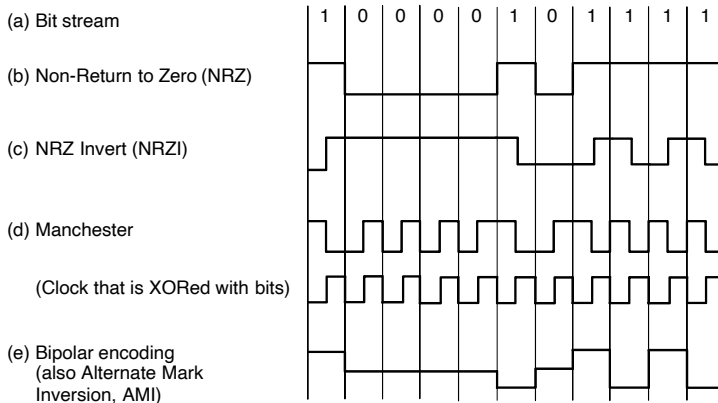 (a) Bit stream 1 0 0 0 0 1 0 1 1 1 1
(b) Non-Return to Zero (NRZ)
(c) NRZ Invert (NRZI)
(d) Manchester
(Clock that is XORed with bits)
(e) Bipolar encoding
(also Alternate Mark
Inversion, AMI)